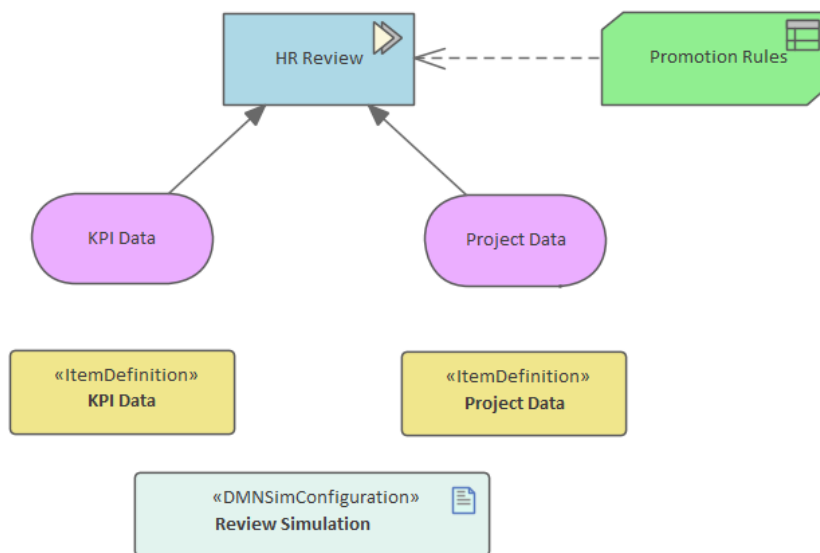 HR Review
Promotion Rules
KPI Data
Project Data
«ItemDefinition»
KPI Data
«ItemDefinition»
Project Data
«DMNSimConfiguration»
Review Simulation